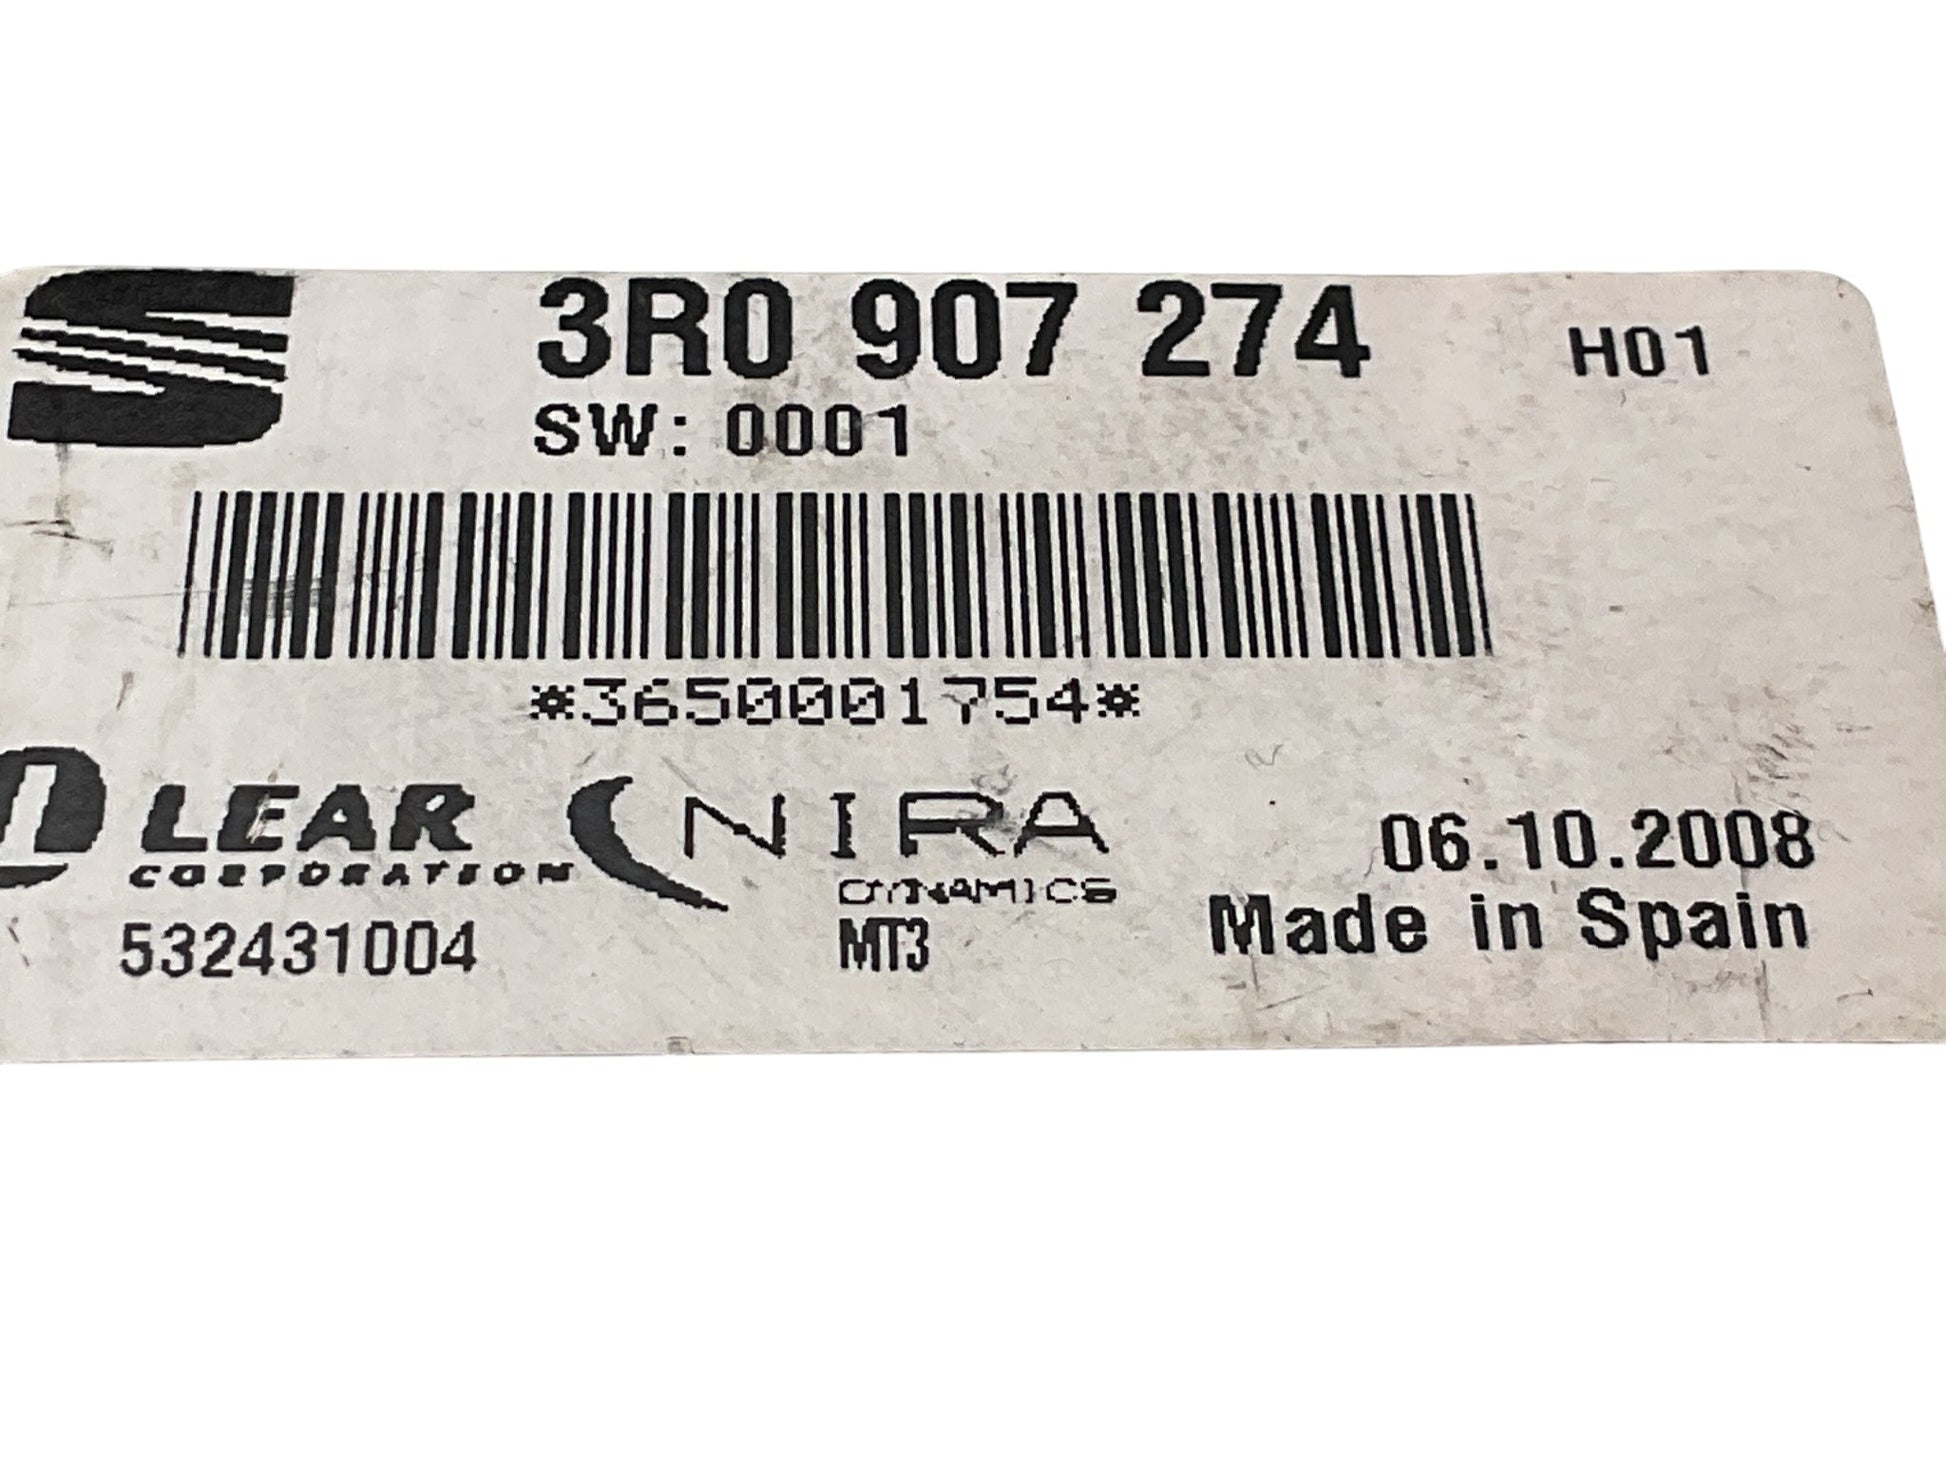 3R0 907 274 H01
SW: 0001
*3650001754*
LEAR NIRA
CORPORATION DYNAMICS
06.10.2008
532431004 MT3 Made in Spain